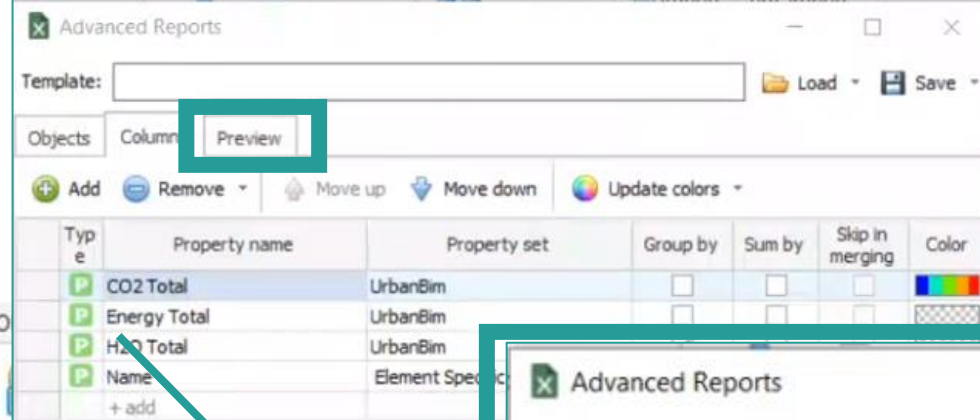 Advanced Reports
Template:
Load
Save
Objects
Column
Preview
Add
Remove
Move up
Move down
Update colors
Typ
e
Property name
Property set
Group by
Sum by
Skip in
merging
Color
CO2 Total
UrbanBim
Energy Total
UrbanBim
H2O Total
UrbanBim
Name
Element Specific
+ add
Advanced Reports